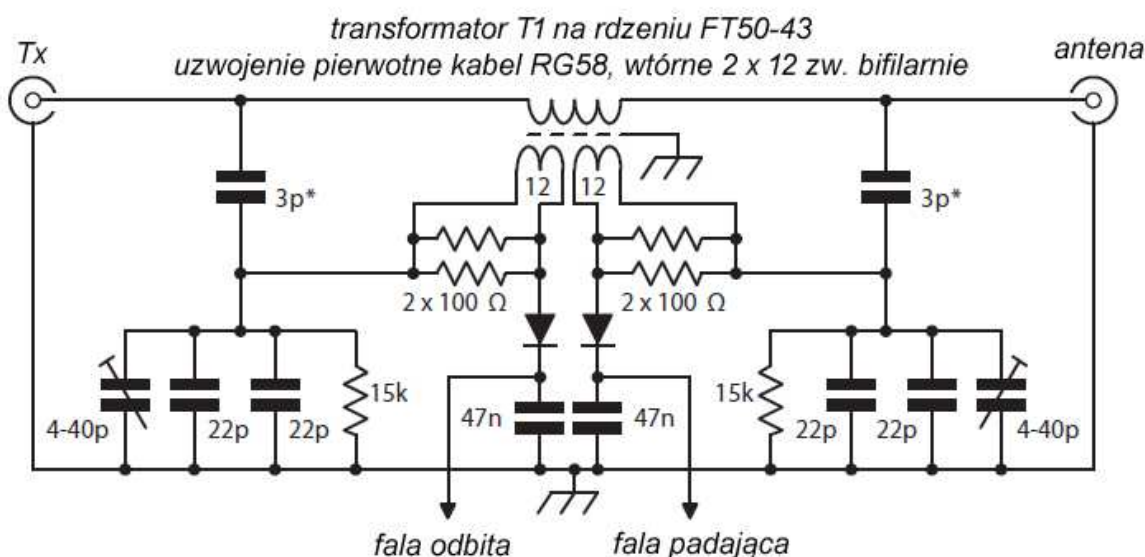 transformator T1 na rdzeniu FT50-43
Tx
uzwojenie pierwotne kabel RG58, wtórne 2 x 12 zw. bifilarnie
antena
3p*
12
12
3p*
2 x 100 Ω
2 x 100 Ω
4-40p
22p
22p
15k
47n
47n
15k
22p
22p
4-40p
fala odbita
fala padająca